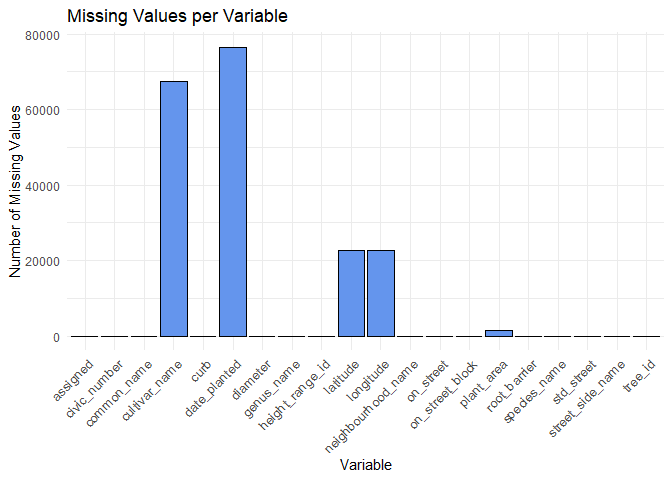 Missing Values per Variable
80000
60000
40000
20000
0
Number of Missing Values
assigned
civic_number
common_name
cultivar_name
curb
date_planted
diameter
genus_name
height_range_id
latitude
longitude
neighbourhood_name
on_street
on_street_block
plant_area
root_barrier
species_name
std_street
street_side_name
tree_id
Variable